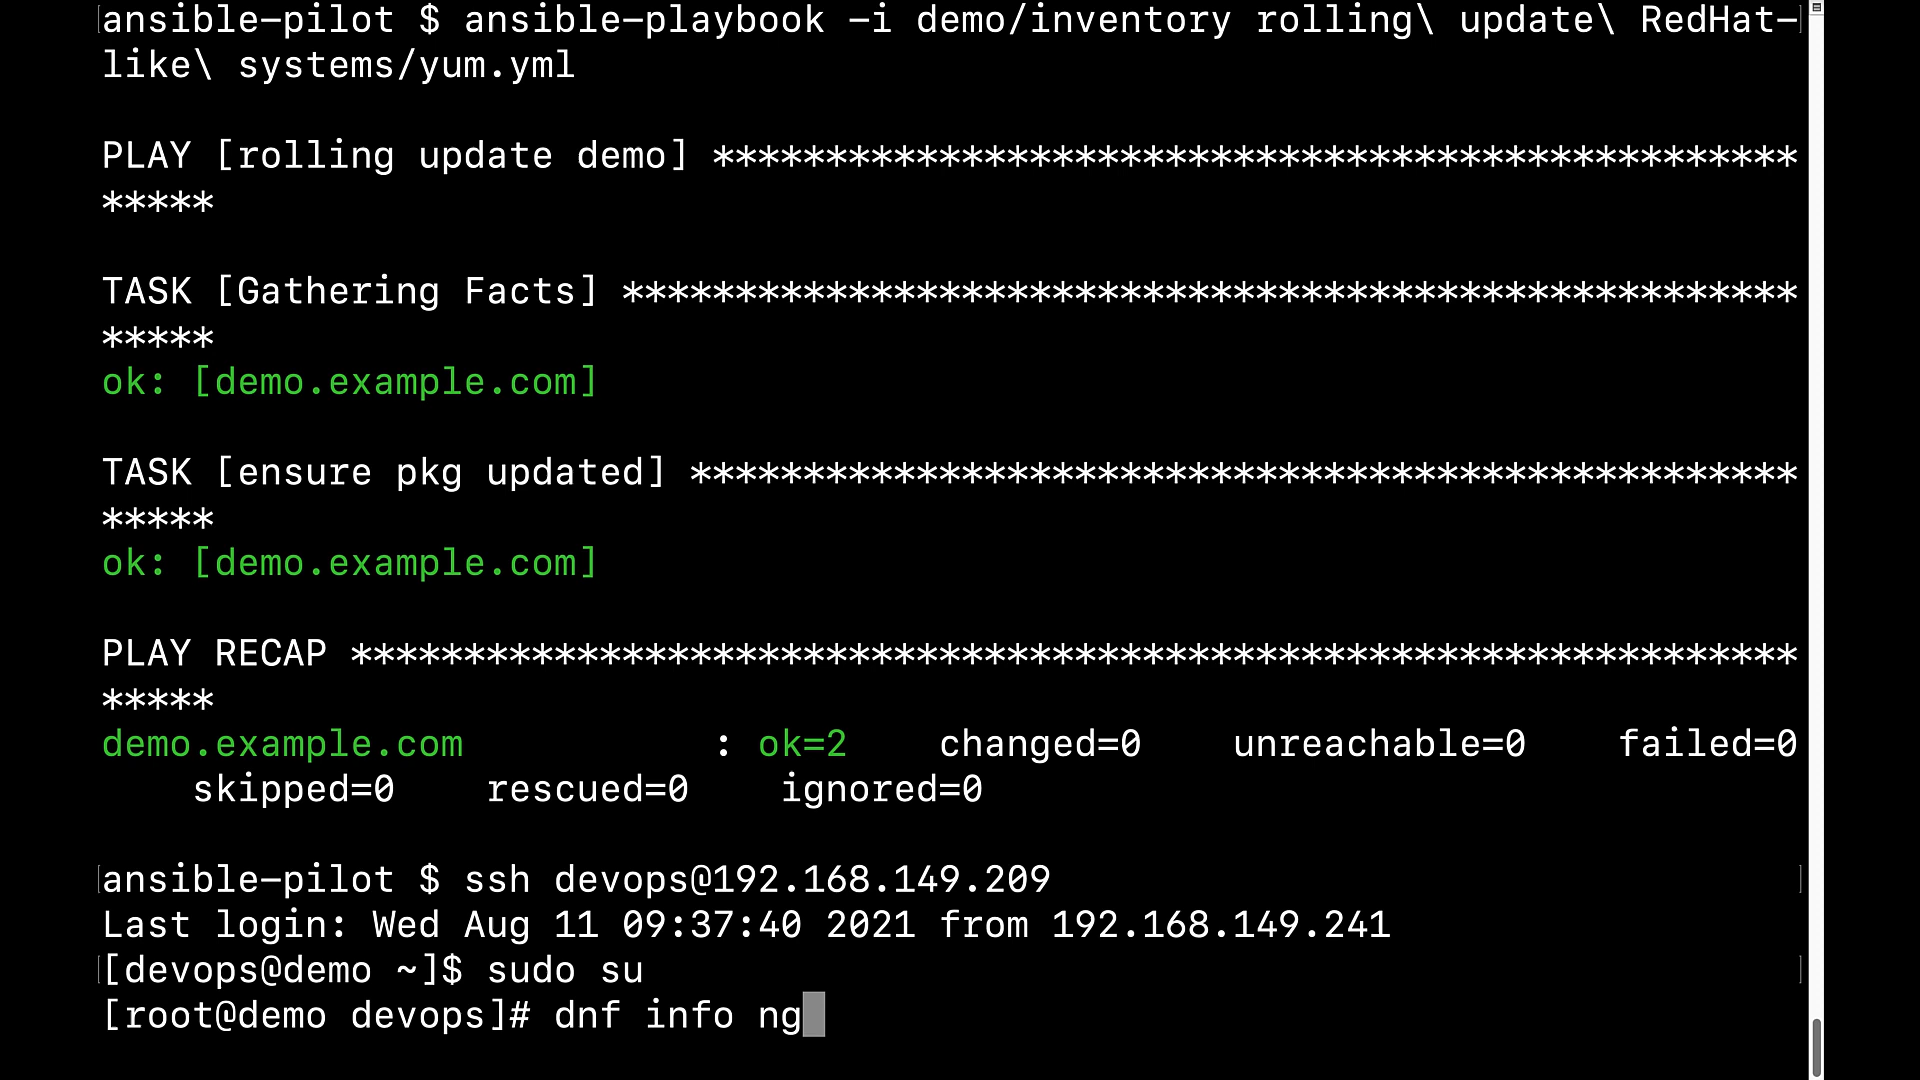 ansible-pilot $ ansible-playbook -i demo/inventory rolling\ update\ RedHat-
like\ systems/yum.yml
PLAY [rolling update demo] ************************************************
*****
TASK [Gathering Facts] ****************************************************
*****
ok: [demo.example.com]
TASK [ensure pkg updated] *************************************************
*****
ok: [demo.example.com]
PLAY RECAP ****************************************************************
*****
demo.example.com           : ok=2    changed=0    unreachable=0    failed=0
    skipped=0    rescued=0    ignored=0
ansible-pilot $ ssh devops@192.168.149.209
Last login: Wed Aug 11 09:37:40 2021 from 192.168.149.241
[devops@demo ~]$ sudo su
[root@demo devops]# dnf info ng